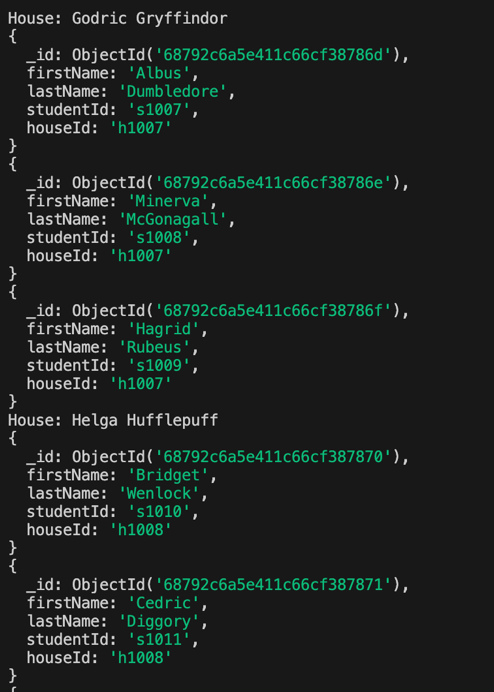 House: Godric Gryffindor
{
  _id: ObjectId('68792c6a5e411c66cf38786d'),
  firstName: 'Albus',
  lastName: 'Dumbledore',
  studentId: 's1007',
  houseId: 'h1007'
}
{
  _id: ObjectId('68792c6a5e411c66cf38786e'),
  firstName: 'Minerva',
  lastName: 'McGonagall',
  studentId: 's1008',
  houseId: 'h1007'
}
{
  _id: ObjectId('68792c6a5e411c66cf38786f'),
  firstName: 'Hagrid',
  lastName: 'Rubeus',
  studentId: 's1009',
  houseId: 'h1007'
}
House: Helga Hufflepuff
{
  _id: ObjectId('68792c6a5e411c66cf387870'),
  firstName: 'Bridget',
  lastName: 'Wenlock',
  studentId: 's1010',
  houseId: 'h1008'
}
{
  _id: ObjectId('68792c6a5e411c66cf387871'),
  firstName: 'Cedric',
  lastName: 'Diggory',
  studentId: 's1011',
  houseId: 'h1008'
}
{